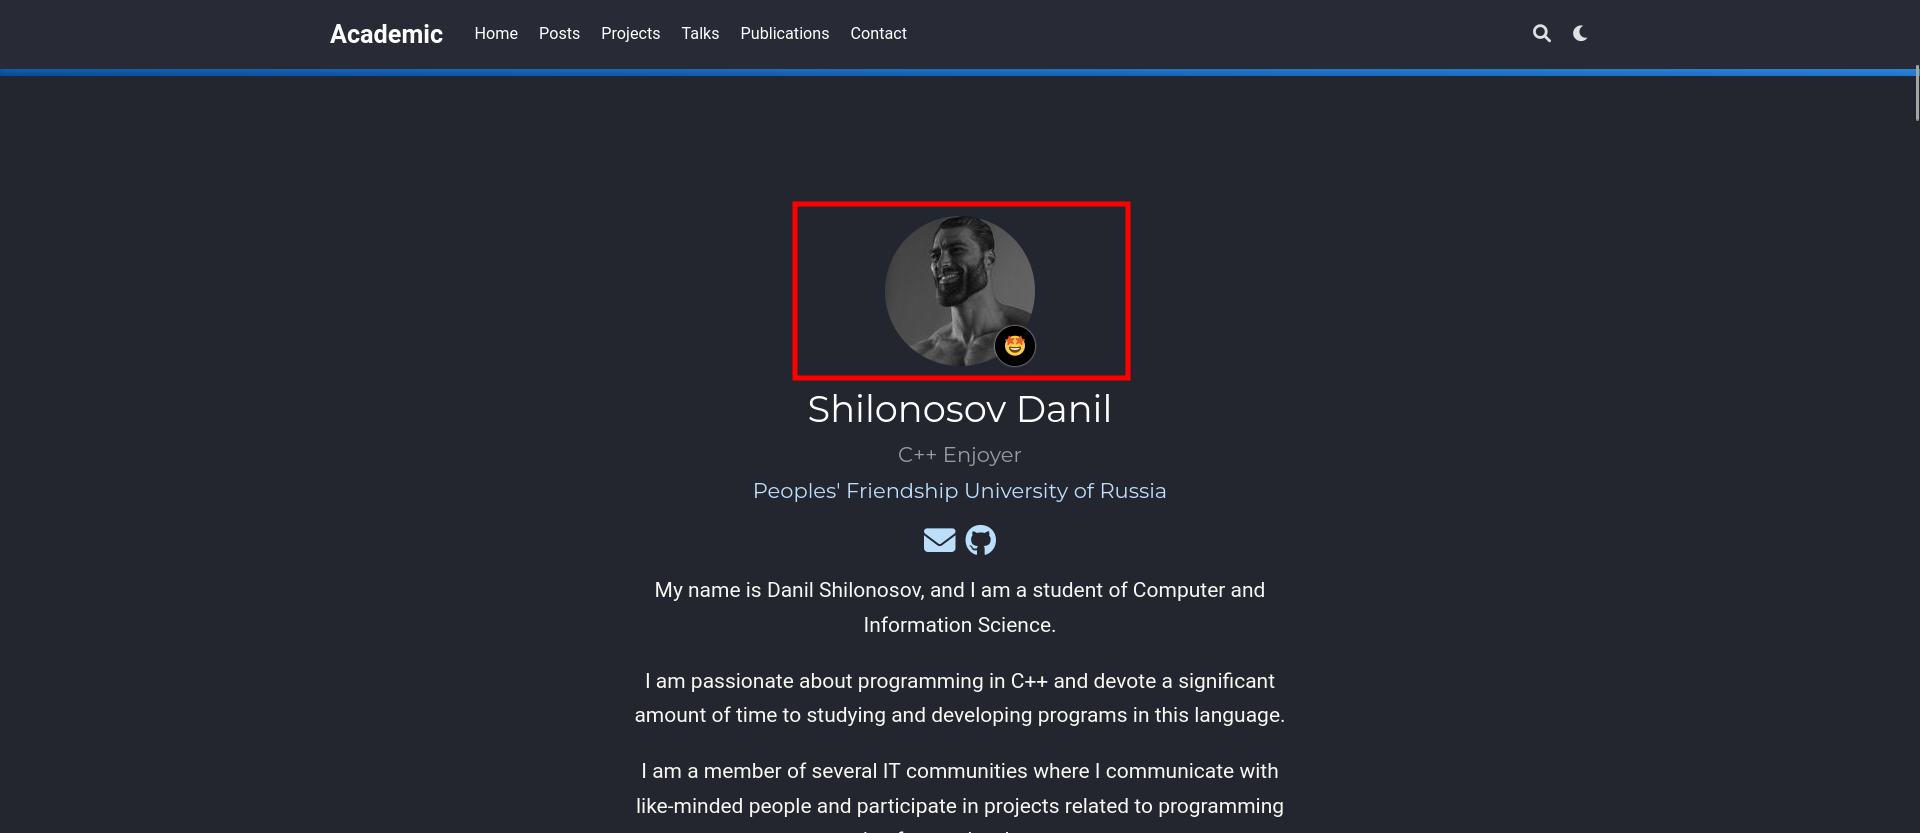 Academic Home Posts Projects Talks Publications Contact
Shilonosov Danil
C++ Enjoyer
Peoples' Friendship University of Russia
My name is Danil Shilonosov, and I am a student of Computer and
Information Science.
I am passionate about programming in C++ and devote a significant
amount of time to studying and developing programs in this language.
I am a member of several IT communities where I communicate with
like-minded people and participate in projects related to programming